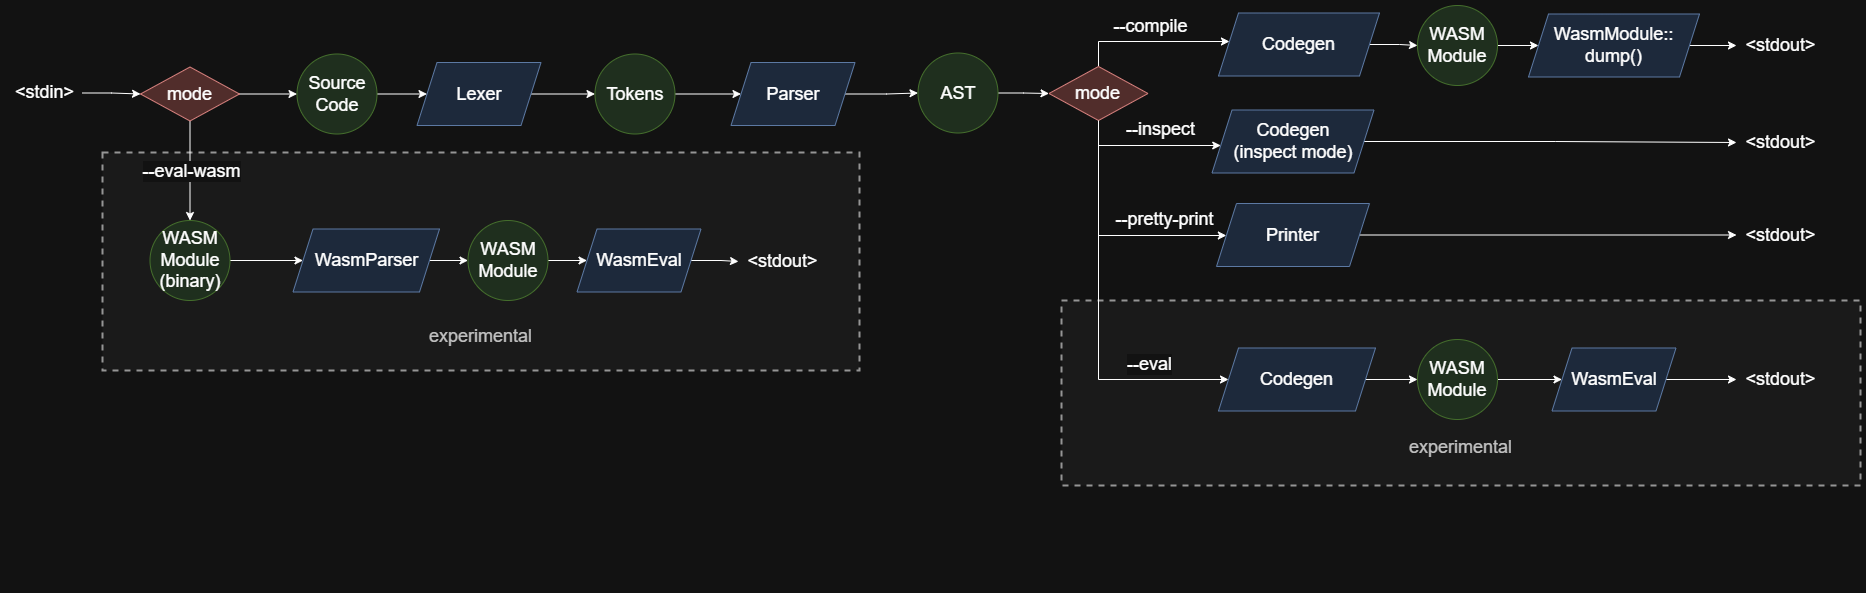 <stdin>
mode
Source
Code
Lexer
Tokens
Parser
AST
mode
--compile
Codegen
WASM
Module
WasmModule::
dump()
<stdout>
--inspect
Codegen
(inspect mode)
<stdout>
--pretty-print
Printer
<stdout>
--eval-wasm
WASM
Module
(binary)
WasmParser
WASM
Module
WasmEval
<stdout>
experimental
--eval
Codegen
WASM
Module
WasmEval
<stdout>
experimental